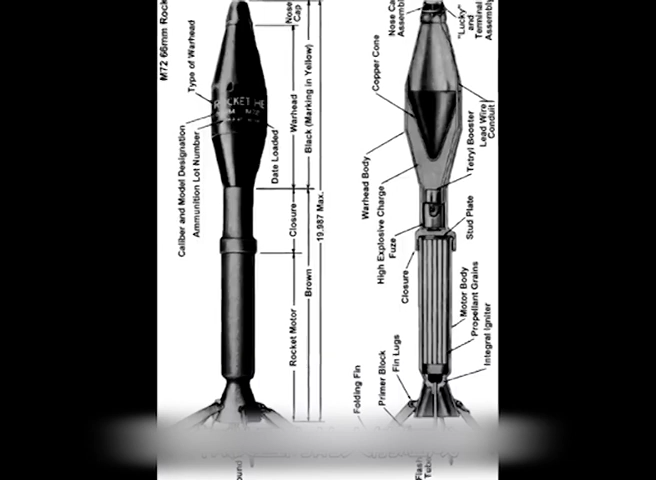 M72 66mm Rock
Type of Warhead
Caliber and Model Designation
Ammunition Lot Number
Date Loaded
ROCKET HE
Nose
Cap
Warhead
Black (Marking in Yellow)
Closure
19.987 Max.
Brown
Rocket Motor
Nose Ca
Assembl
"Lucky"
and
Terminal
Assembly
Copper Cone
Lead Wire
Conduit
Tetryl Booster
Warhead Body
High Explosive Charge
Fuze
Stud Plate
Closure
Motor Body
Propellant Grains
Integral Igniter
Fin Lugs
Primer Block
Folding Fin
Flash
Tube